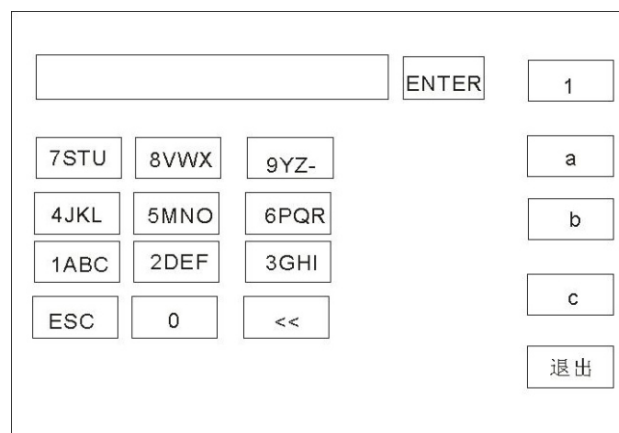 ENTER
1
7STU 8VWX 9YZ-
a
4JKL 5MNO 6PQR
b
1ABC 2DEF 3GHI
c
ESC 0 <<
退出